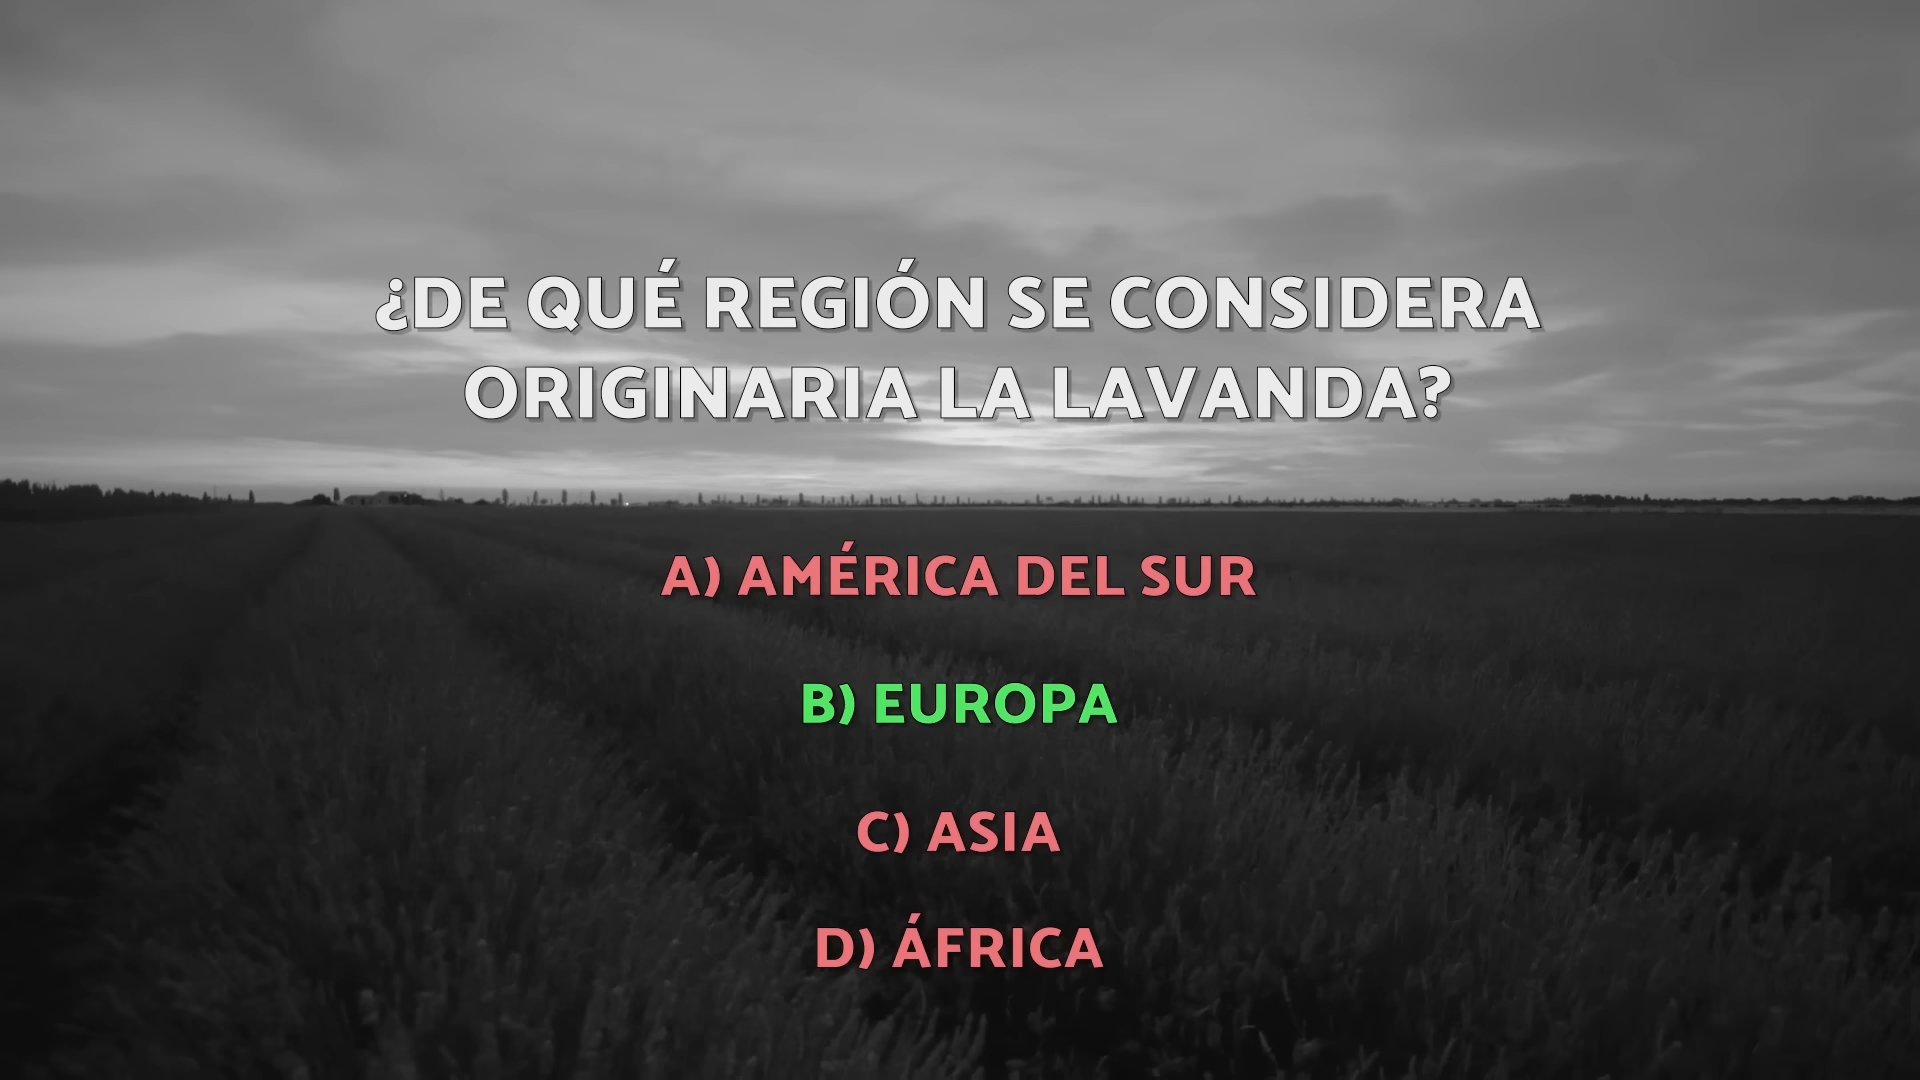 ¿DE QUÉ REGIÓN SE CONSIDERA
ORIGINARIA LA LAVANDA?
A) AMÉRICA DEL SUR
B) EUROPA
C) ASIA
D) ÁFRICA